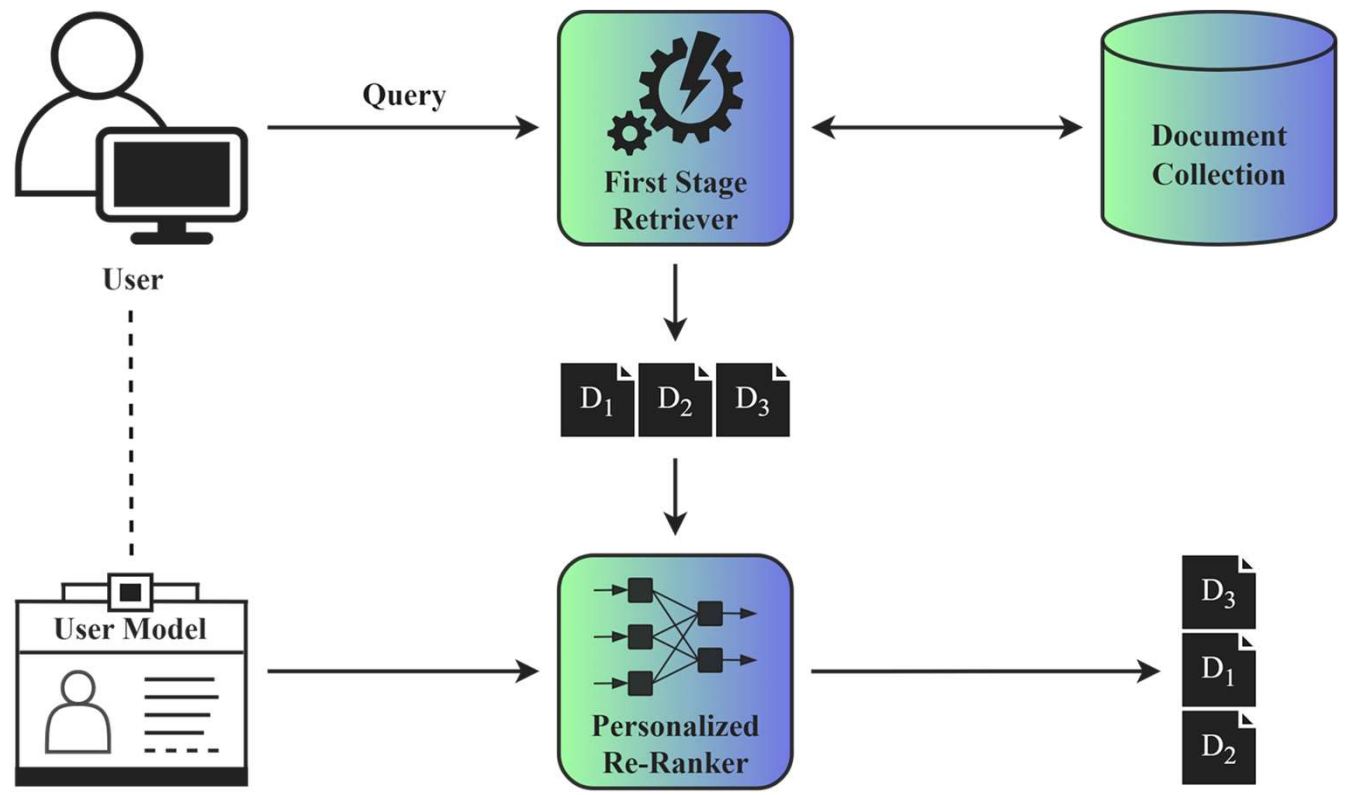 Query
First Stage
Retriever
Document
Collection
User
D₁ D₂ D₃
User Model
Personalized
Re-Ranker
D₃
D₁
D₂